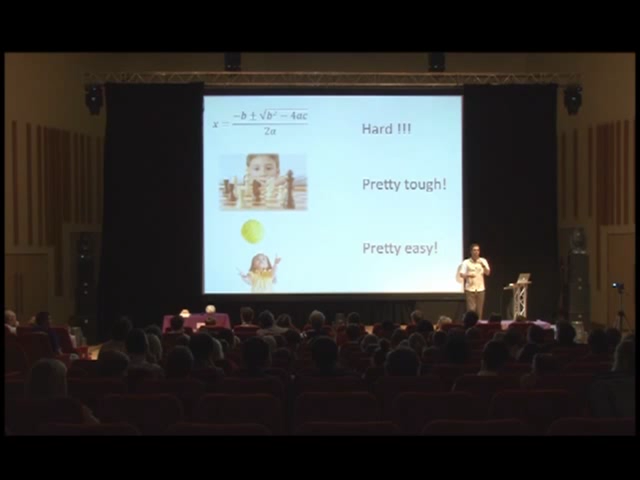 x = −b ± √b² − 4ac / 2a
Hard !!!
Pretty tough!
Pretty easy!